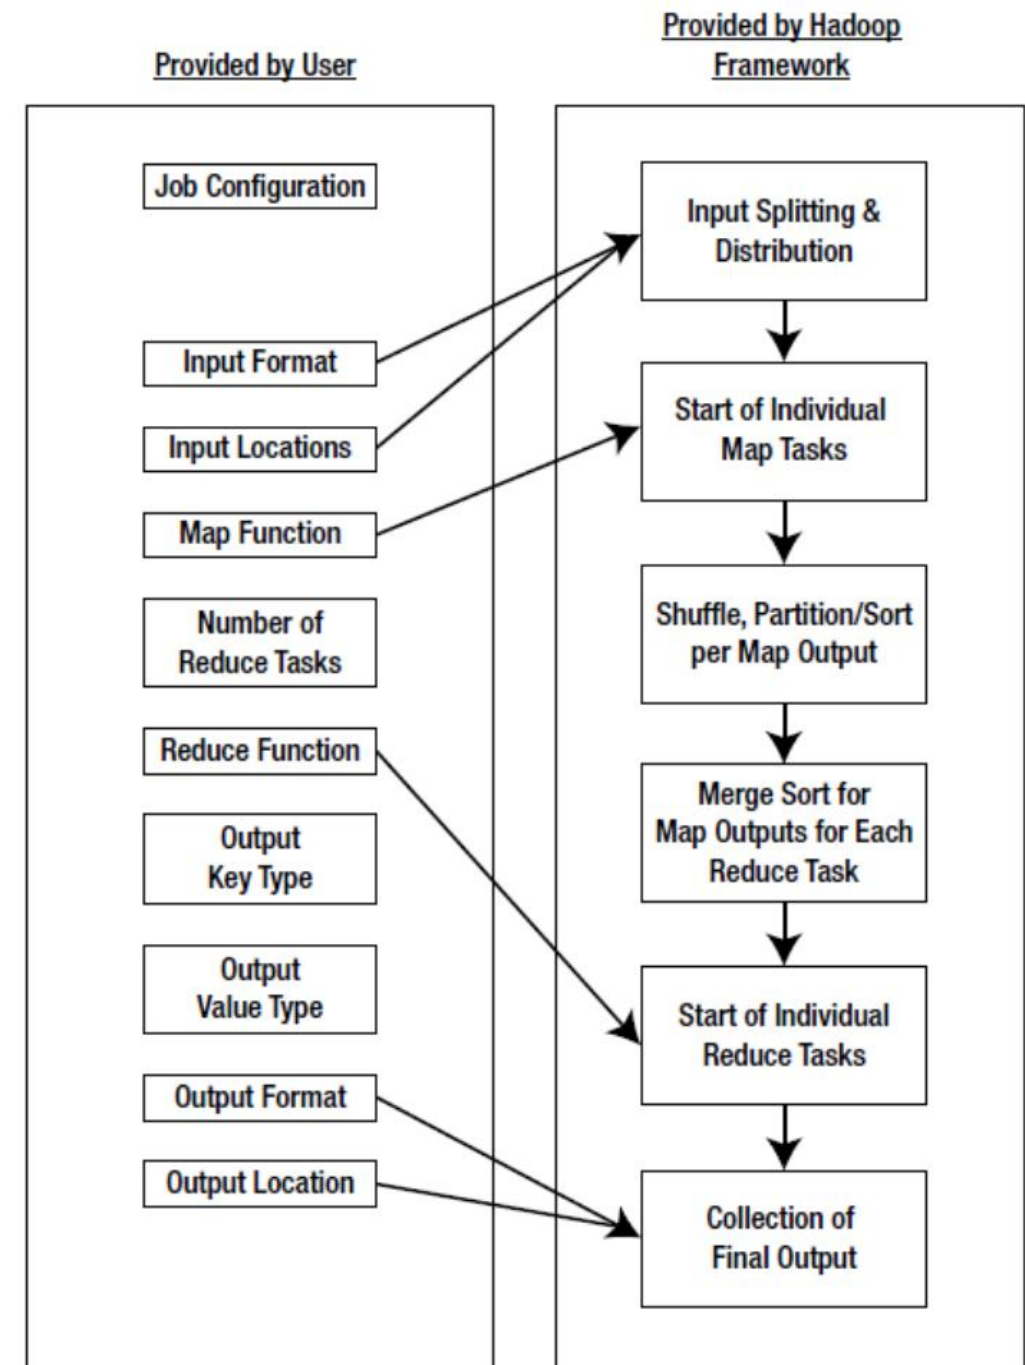 Provided by User
Provided by Hadoop
Framework
Job Configuration
Input Format
Input Locations
Map Function
Number of
Reduce Tasks
Reduce Function
Output
Key Type
Output
Value Type
Output Format
Output Location
Input Splitting &
Distribution
Start of Individual
Map Tasks
Shuffle, Partition/Sort
per Map Output
Merge Sort for
Map Outputs for Each
Reduce Task
Start of Individual
Reduce Tasks
Collection of
Final Output